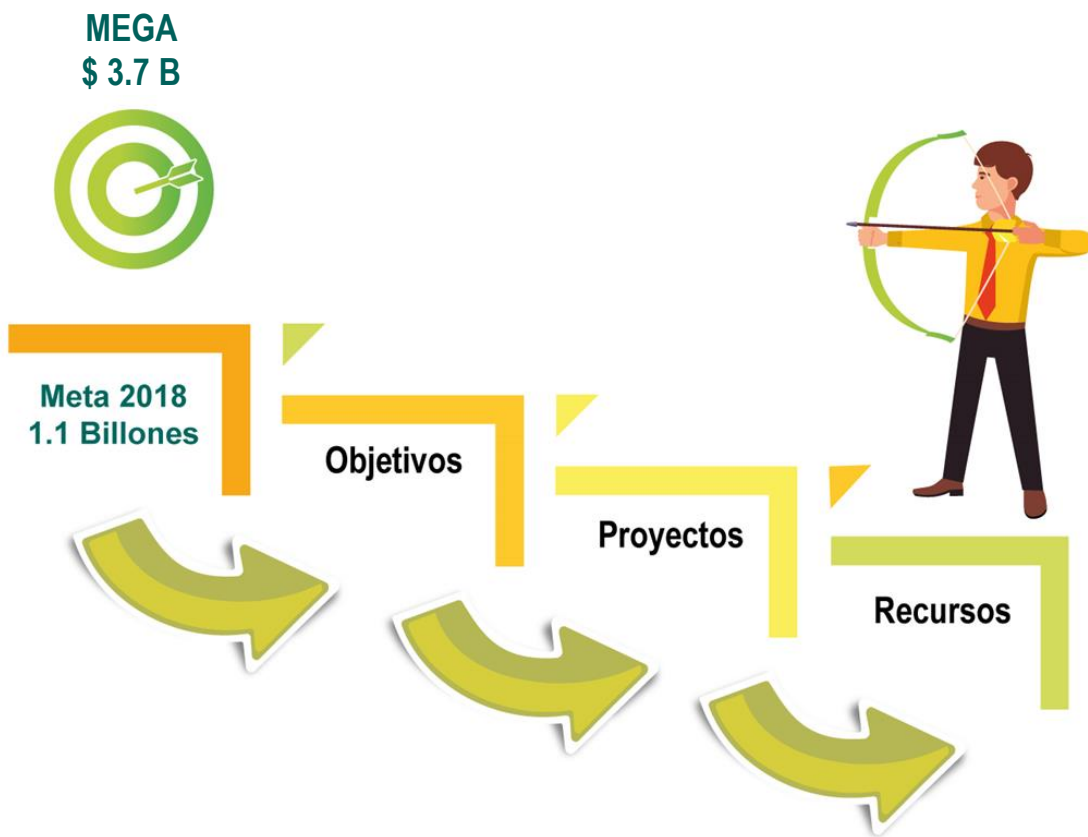 MEGA
$ 3.7 B
Meta 2018
1.1 Billones
Objetivos
Proyectos
Recursos